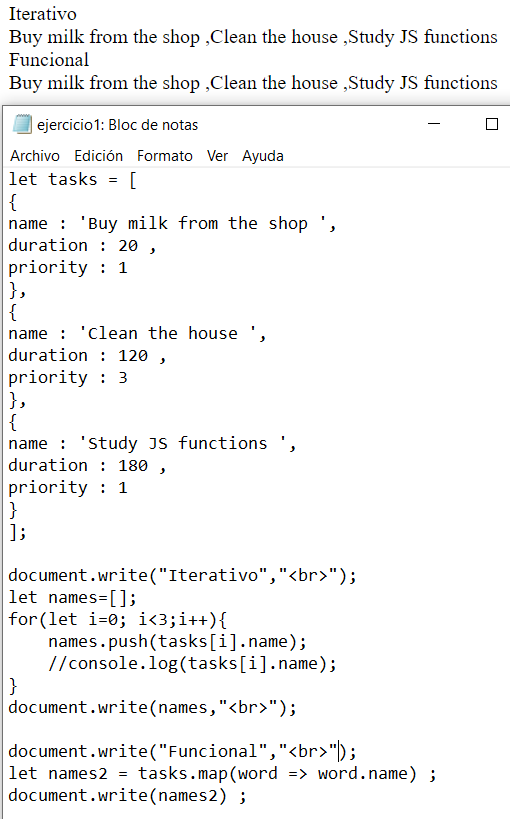 Iterativo
Buy milk from the shop ,Clean the house ,Study JS functions
Funcional
Buy milk from the shop ,Clean the house ,Study JS functions
ejercicio1: Bloc de notas
Archivo Edición Formato Ver Ayuda
let tasks = [
{
name : 'Buy milk from the shop ',
duration : 20 ,
priority : 1
},
{
name : 'Clean the house ',
duration : 120 ,
priority : 3
},
{
name : 'Study JS functions ',
duration : 180 ,
priority : 1
}
];

document.write("Iterativo","<br>");
let names=[];
for(let i=0; i<3;i++){
    names.push(tasks[i].name);
    //console.log(tasks[i].name);
}
document.write(names,"<br>");

document.write("Funcional","<br>");
let names2 = tasks.map(word => word.name) ;
document.write(names2) ;